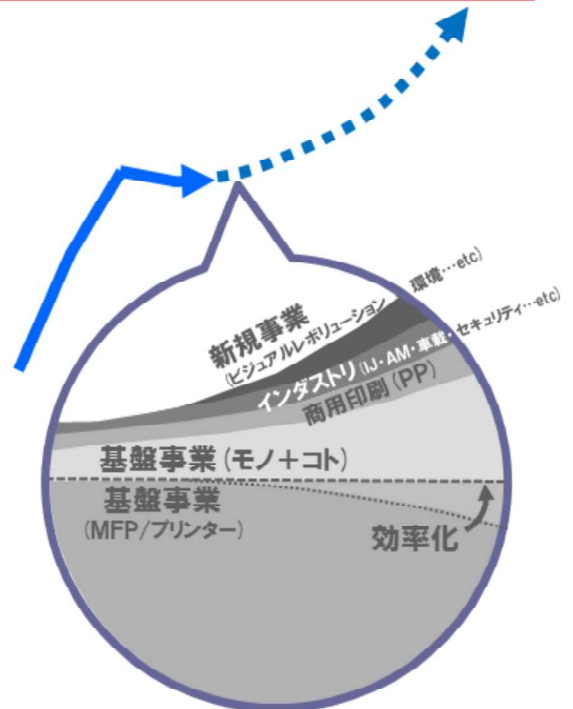 新規事業
(ビジュアルレボリューション 環境…etc)
インダストリ(IJ・AM・車載・セキュリティ…etc)
商用印刷(PP)
基盤事業(モノ+コト)
基盤事業
(MFP/プリンター)
効率化